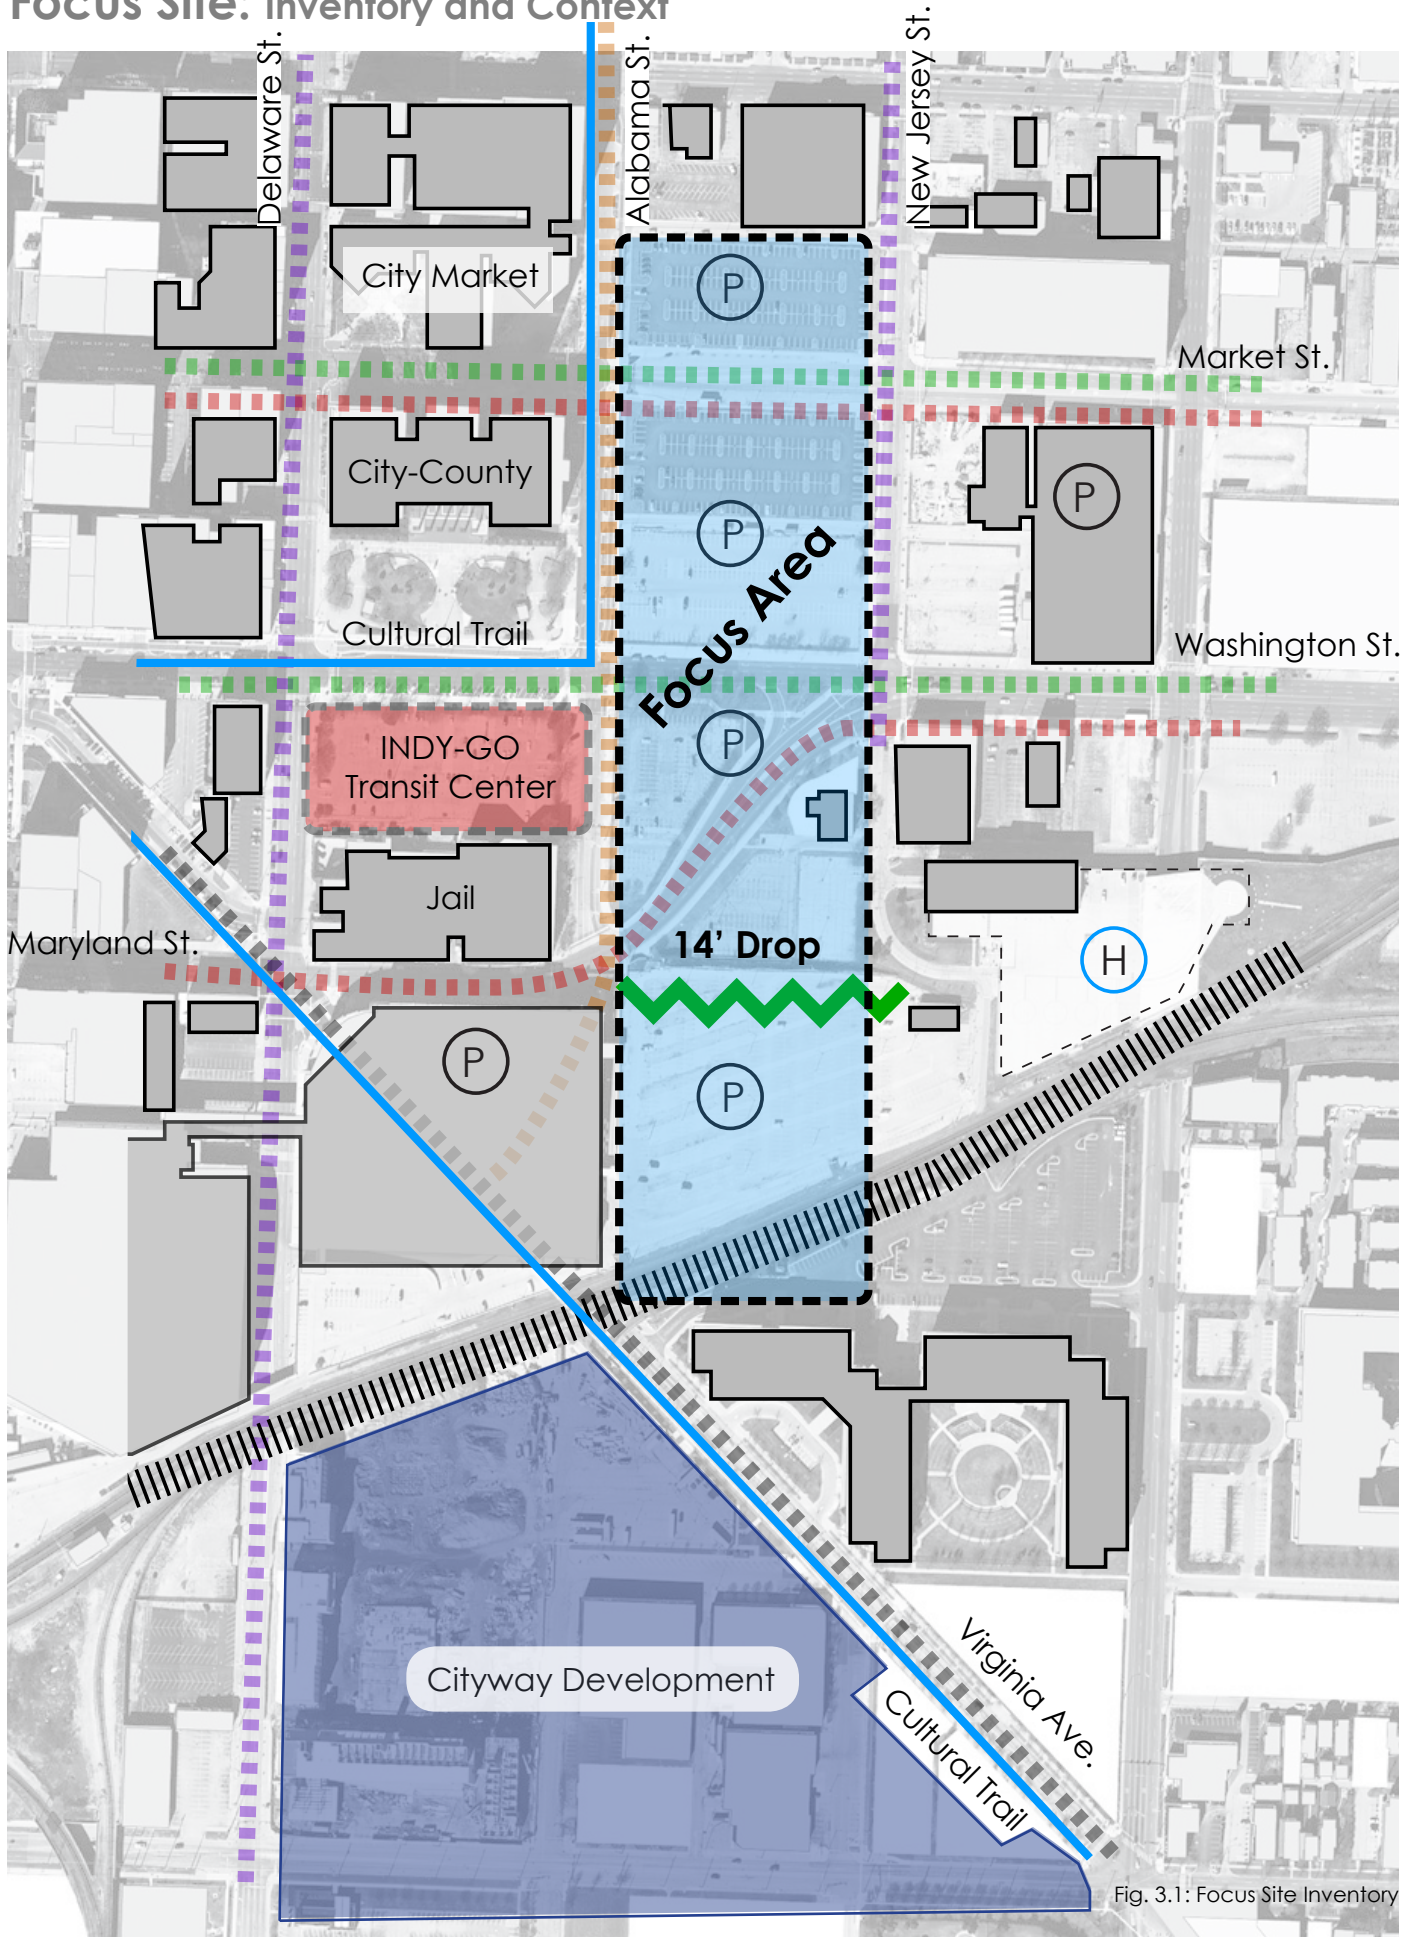 Focus Site: Inventory and Context
Delaware St.
Alabama St.
New Jersey St.
City Market
P
Market St.
City-County
P
P
Focus Area
Cultural Trail
Washington St.
INDY-GO
Transit Center
P
Jail
Maryland St.
14’ Drop
H
P
P
Cityway Development
Virginia Ave.
Cultural Trail
Fig. 3.1: Focus Site Inventory